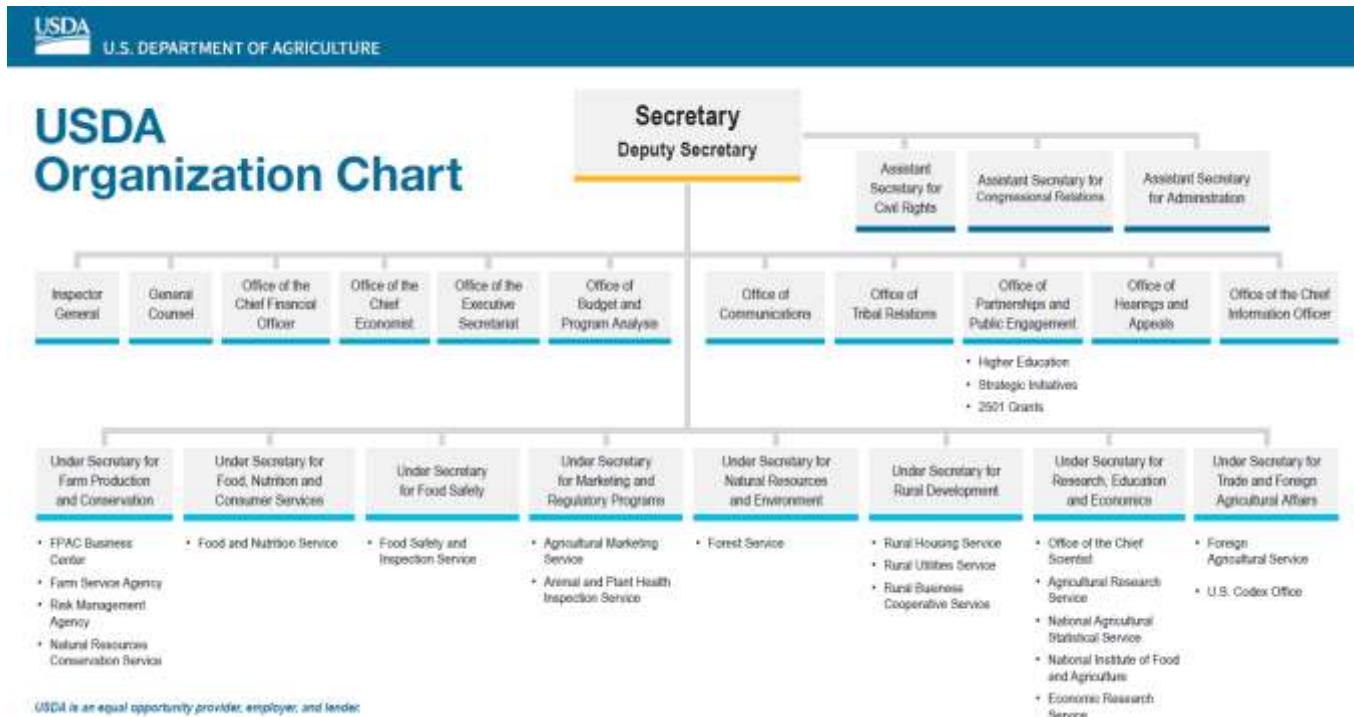 USDA
U.S. DEPARTMENT OF AGRICULTURE
USDA
Organization Chart
Secretary
Deputy Secretary
Assistant
Secretary for
Civil Rights
Assistant Secretary for
Congressional Relations
Assistant Secretary
for Administration
Inspector
General
General
Counsel
Office of the
Chief Financial
Officer
Office of the
Chief
Economist
Office of the
Executive
Secretariat
Office of
Budget and
Program Analysis
Office of
Communications
Office of
Tribal Relations
Office of
Partnerships and
Public Engagement
Office of
Hearings and
Appeals
Office of the Chief
Information Officer
• Higher Education
• Strategic Initiatives
• 2501 Grants
Under Secretary for
Farm Production
and Conservation
Under Secretary for
Food, Nutrition and
Consumer Services
Under Secretary
for Food Safety
Under Secretary
for Marketing and
Regulatory Programs
Under Secretary for
Natural Resources
and Environment
Under Secretary for
Rural Development
Under Secretary for
Research, Education
and Economics
Under Secretary for
Trade and Foreign
Agricultural Affairs
• FPAC Business
Center
• Farm Service Agency
• Risk Management
Agency
• Natural Resources
Conservation Service
• Food and Nutrition Service
• Food Safety and
Inspection Service
• Agricultural Marketing
Service
• Animal and Plant Health
Inspection Service
• Forest Service
• Rural Housing Service
• Rural Utilities Service
• Rural Business
Cooperative Service
• Office of the Chief
Scientist
• Agricultural Research
Service
• National Agricultural
Statistical Service
• National Institute of Food
and Agriculture
• Economic Research
Service
• Foreign
Agricultural Service
• U.S. Codex Office
USDA is an equal opportunity provider, employer, and lender.